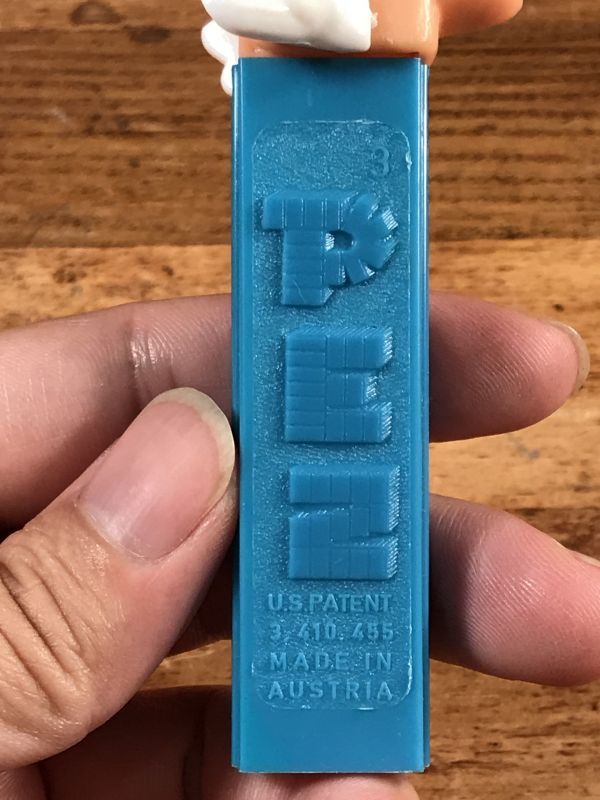 3
PEZ
U.S. PATENT
3. 410. 455
MADE IN
AUSTRIA